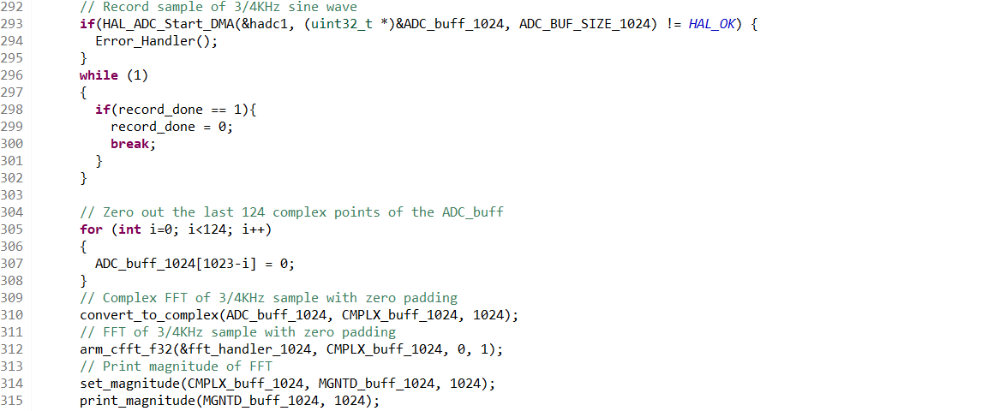 292 // Record sample of 3/4KHz sine wave
293 if(HAL_ADC_Start_DMA(&hadc1, (uint32_t *)&ADC_buff_1024, ADC_BUF_SIZE_1024) != HAL_OK) {
294 Error_Handler();
295 }
296 while (1)
297 {
298 if(record_done == 1){
299 record_done = 0;
300 break;
301 }
302 }
303
304 // Zero out the last 124 complex points of the ADC_buff
305 for (int i=0; i<124; i++)
306 {
307 ADC_buff_1024[1023-i] = 0;
308 }
309 // Complex FFT of 3/4KHz sample with zero padding
310 convert_to_complex(ADC_buff_1024, CMPLX_buff_1024, 1024);
311 // FFT of 3/4KHz sample with zero padding
312 arm_cfft_f32(&fft_handler_1024, CMPLX_buff_1024, 0, 1);
313 // Print magnitude of FFT
314 set_magnitude(CMPLX_buff_1024, MGNTD_buff_1024, 1024);
315 print_magnitude(MGNTD_buff_1024, 1024);